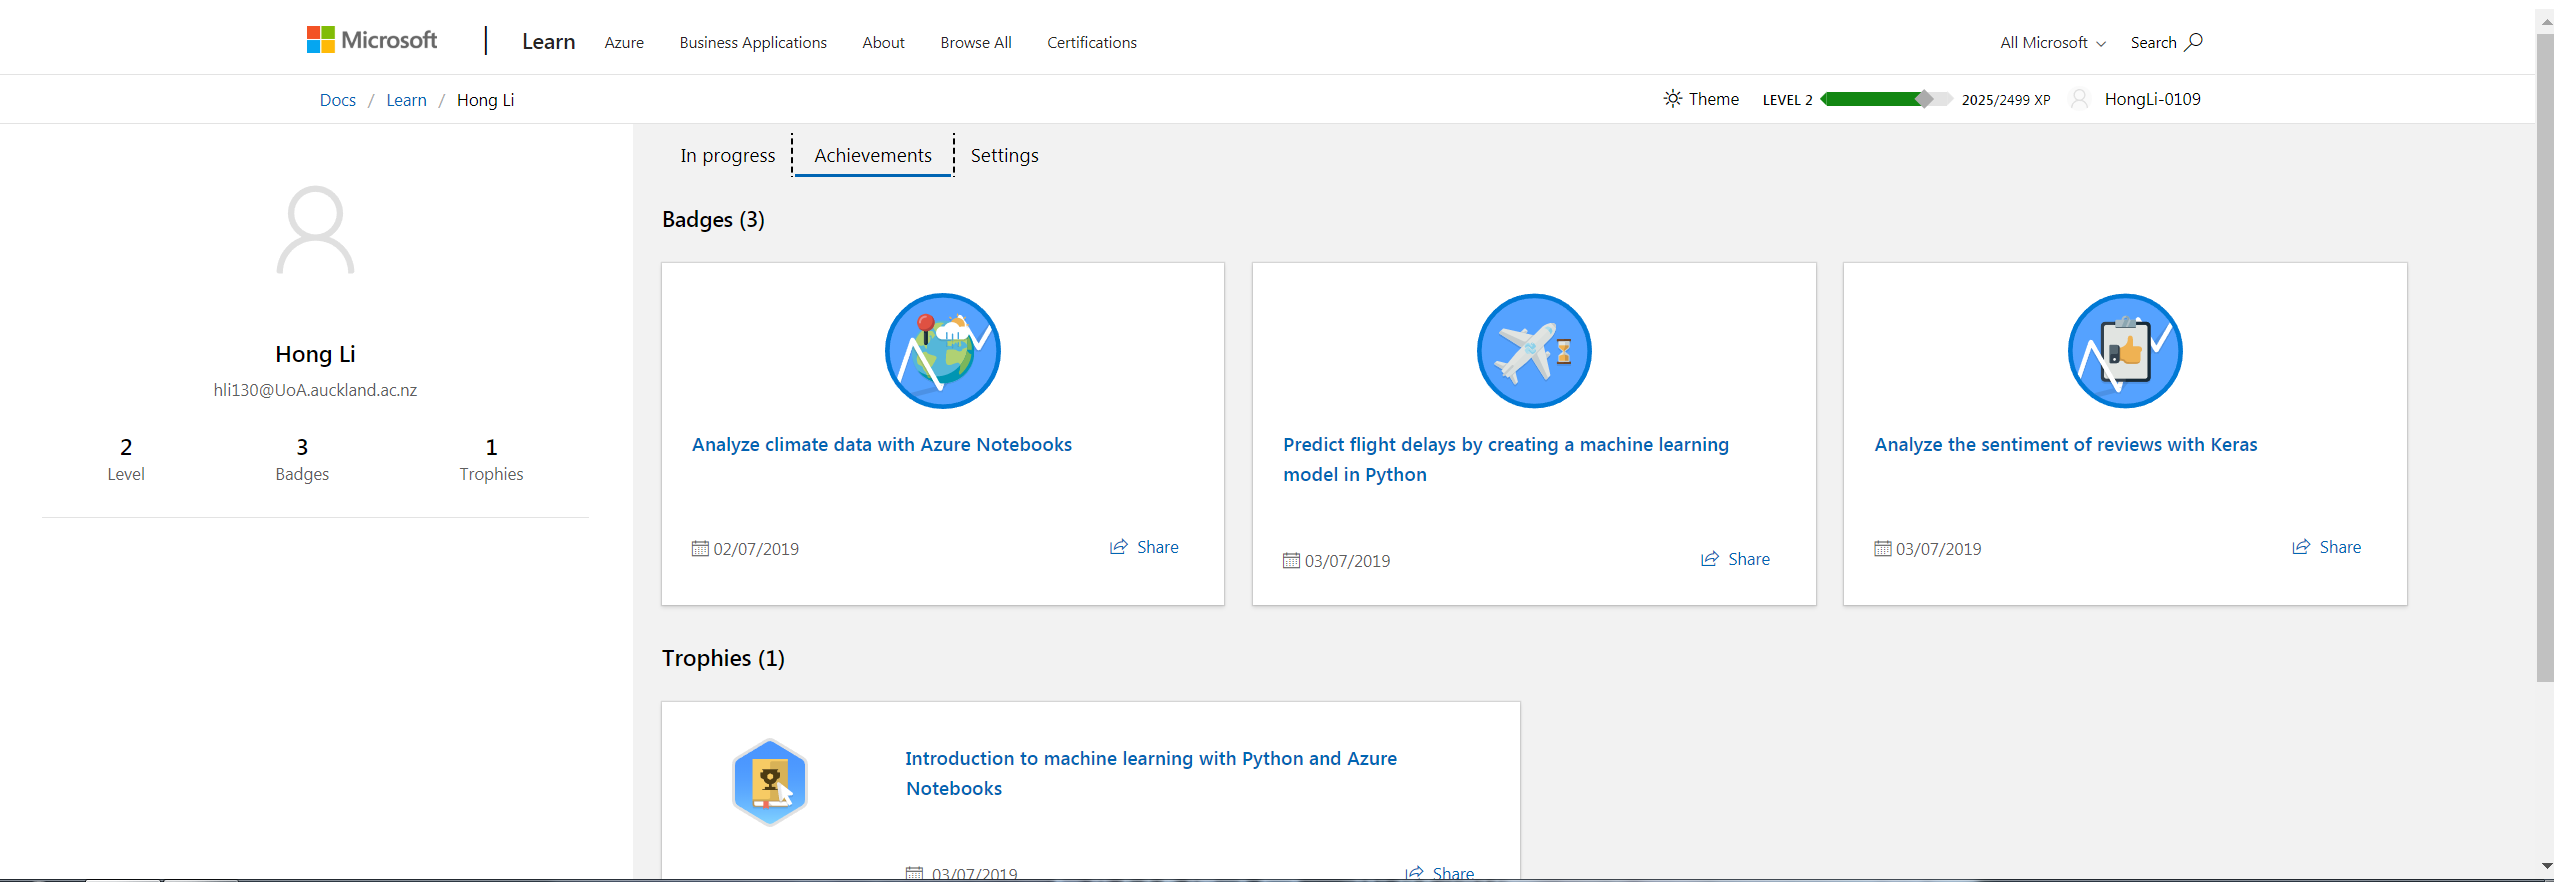 Microsoft | Learn Azure Business Applications About Browse All Certifications All Microsoft Search
Docs / Learn / Hong Li Theme LEVEL 2 2025/2499 XP HongLi-0109
In progress Achievements Settings
Hong Li
hli130@UoA.auckland.ac.nz
2 3 1
Level Badges Trophies
Badges (3)
Analyze climate data with Azure Notebooks
02/07/2019 Share
Predict flight delays by creating a machine learning
model in Python
03/07/2019 Share
Analyze the sentiment of reviews with Keras
03/07/2019 Share
Trophies (1)
Introduction to machine learning with Python and Azure
Notebooks
03/07/2019 Share